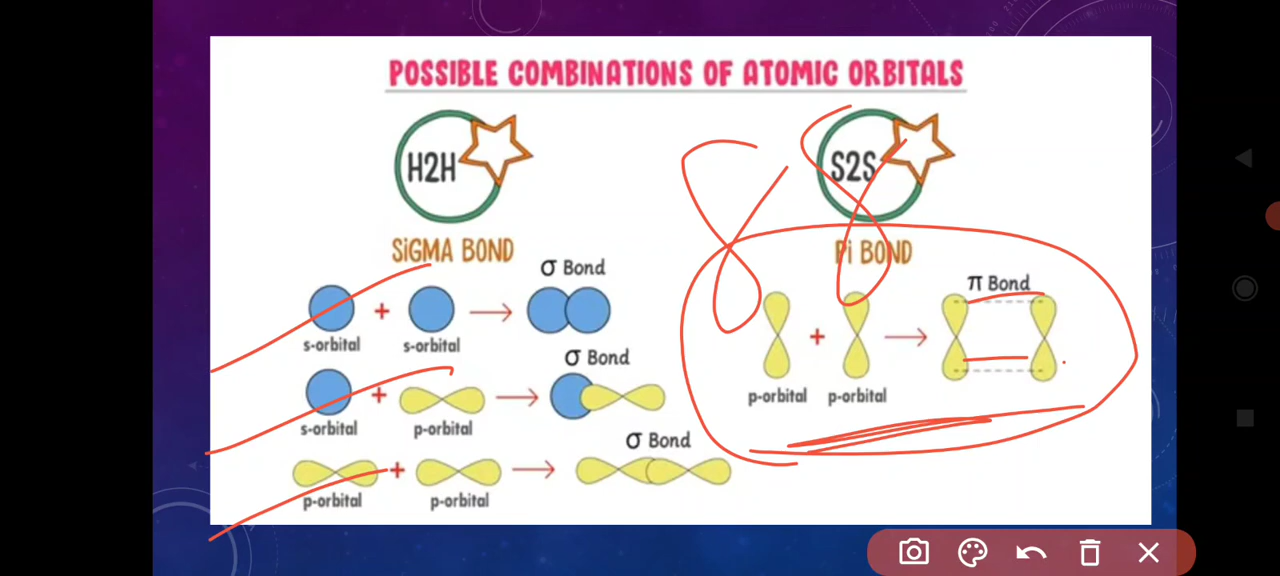 POSSIBLE COMBINATIONS OF ATOMIC ORBITALS
H2H
SiGMA BOND
σ Bond
+
s-orbital
s-orbital
σ Bond
+
s-orbital
p-orbital
σ Bond
+
p-orbital
p-orbital
S2S
Pi BOND
π Bond
+
p-orbital
p-orbital